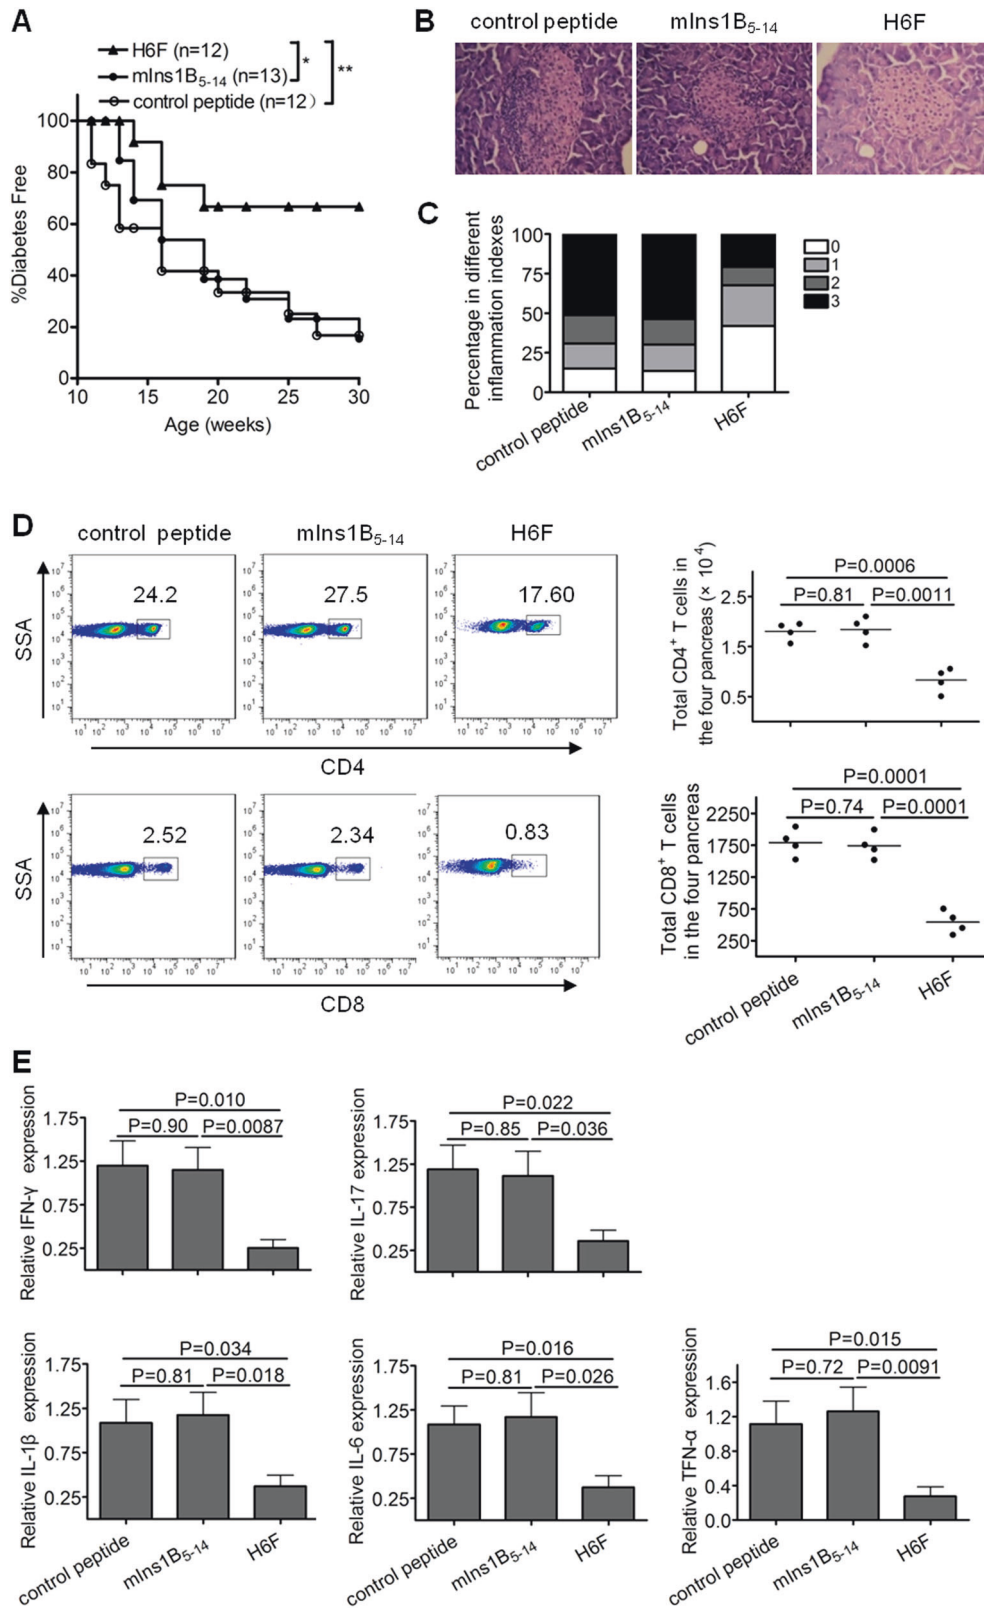 A
H6F (n=12)
mIns1B5-14 (n=13)
control peptide (n=12)
*
**
100
80
60
40
20
0
%Diabetes Free
10 15 20 25 30
Age (weeks)
B
control peptide mIns1B5-14 H6F
C
Percentage in different
inflammation indexes
100
75
50
25
0
0
1
2
3
control peptide
mIns1B5-14
H6F
D
control peptide mIns1B5-14 H6F
SSA
24.2 27.5 17.60
CD4
SSA
2.52 2.34 0.83
CD8
Total CD4+ T cells in
the four pancreas (× 10^4)
P=0.0006
P=0.81 P=0.0011
2.5
1.5
0.5
Total CD8+ T cells
in the four pancreas
P=0.0001
P=0.74 P=0.0001
2250
1750
1250
750
250
control peptide
mIns1B5-14
H6F
E
Relative IFN-γ expression
P=0.010
P=0.90 P=0.0087
1.75
1.25
0.75
0.25
Relative IL-17 expression
P=0.022
P=0.85 P=0.036
1.75
1.25
0.75
0.25
Relative IL-1β expression
P=0.034
P=0.81 P=0.018
1.75
1.25
0.75
0.25
control peptide
mIns1B5-14
H6F
Relative IL-6 expression
P=0.016
P=0.81 P=0.026
1.75
1.25
0.75
0.25
control peptide
mIns1B5-14
H6F
Relative TFN-α expression
P=0.015
P=0.72 P=0.0091
1.6
1.2
0.8
0.4
0.0
control peptide
mIns1B5-14
H6F